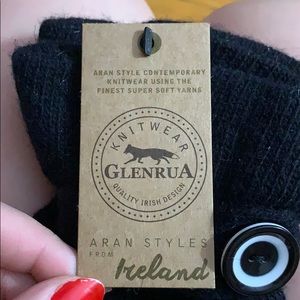 ARAN STYLE CONTEMPORARY
KNITWEAR USING THE
FINEST SUPER SOFT YARNS
KNITWEAR
GLENRUA
QUALITY IRISH DESIGN
ARAN STYLES
FROM Ireland